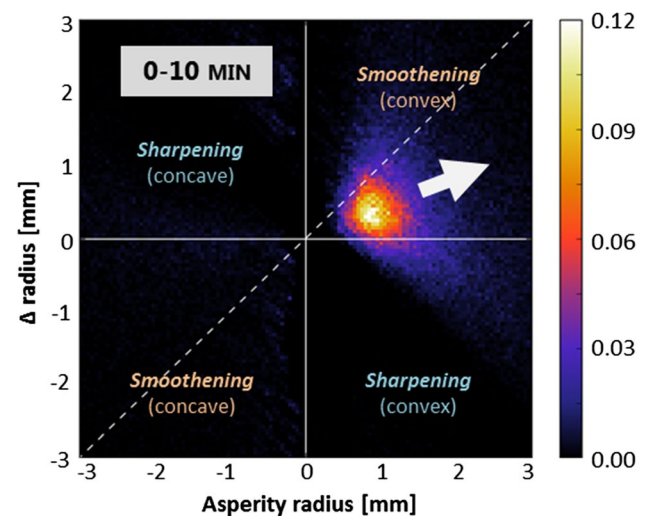 3
2
1
0
-1
-2
-3
Δ radius [mm]
0-10 MIN
Smoothening
(convex)
Sharpening
(concave)
Smoothening
(concave)
Sharpening
(convex)
-3 -2 -1 0 1 2 3
Asperity radius [mm]
0.12
0.09
0.06
0.03
0.00